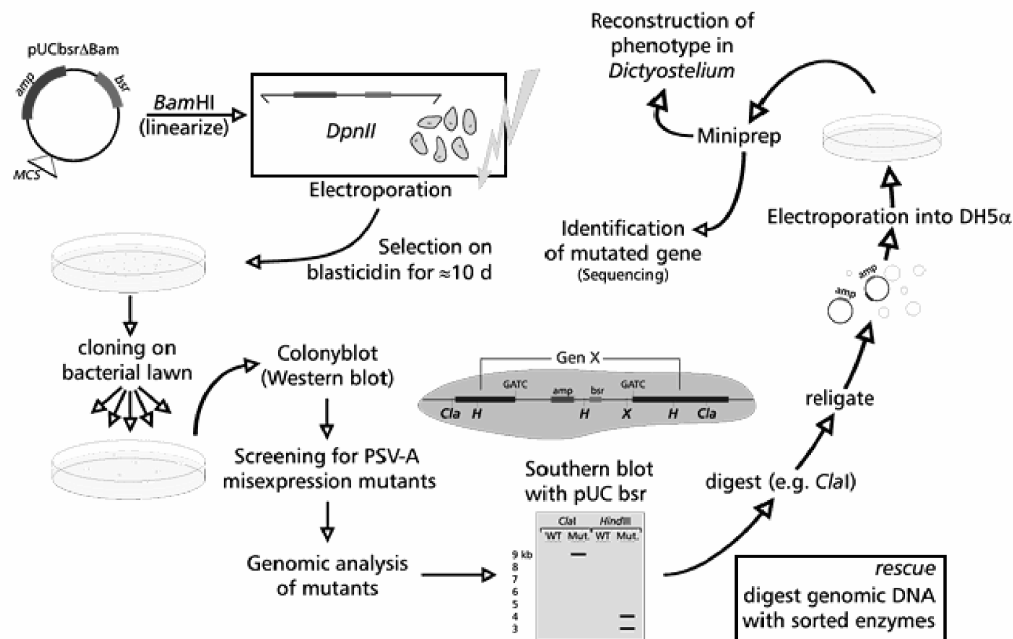 pUCbsrΔBam
amp
bsr
MCS
BamHI
(linearize)
DpnII
Electroporation
Selection on
blasticidin for ≈10 d
cloning on
bacterial lawn
Colonyblot
(Western blot)
Screening for PSV-A
misexpression mutants
Genomic analysis
of mutants
Gen X
GATC
amp
bsr
GATC
Cla H H X H Cla
Southern blot
with pUC bsr
ClaI HindIII
WT Mut. WT Mut.
9 kb
8
7
6
5
4
3
rescue
digest genomic DNA
with sorted enzymes
digest (e.g. ClaI)
religate
amp
amp
Electroporation into DH5α
Miniprep
Reconstruction of
phenotype in
Dictyostelium
Identification
of mutated gene
(Sequencing)